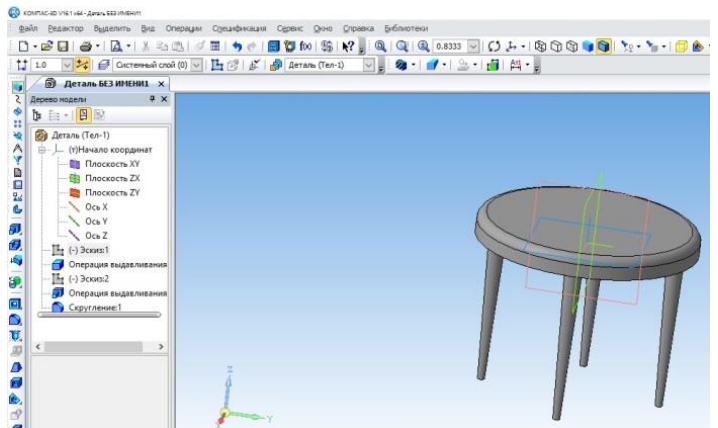 КОМПАС-3D V16.1 x64 - Деталь БЕЗ ИМЕНИ1
Файл Редактор Выделить Вид Операции Спецификация Сервис Окно Справка Библиотеки
0.8333
1.0 Системный слой (0) Деталь (Тел-1)
Деталь БЕЗ ИМЕНИ1
Дерево модели
Деталь (Тел-1)
(т)Начало координат
Плоскость XY
Плоскость ZX
Плоскость ZY
Ось X
Ось Y
Ось Z
(-) Эскиз:1
Операция выдавливания
(-) Эскиз:2
Операция выдавливания
Скругление:1
Z
Y